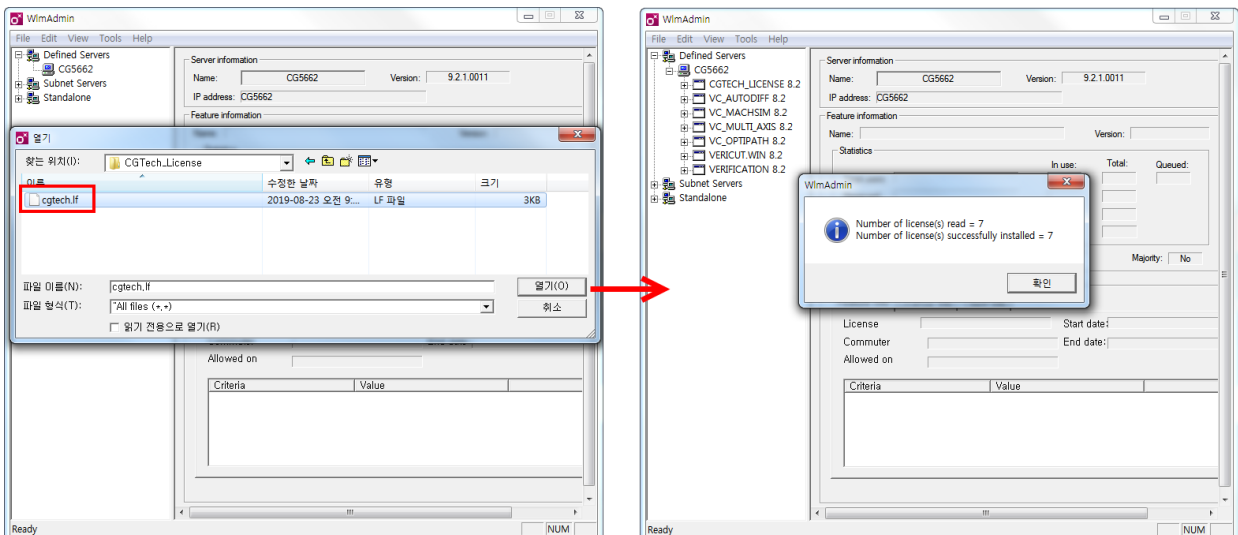 WlmAdmin
File Edit View Tools Help
Defined Servers
CG5662
Subnet Servers
Standalone
Server information
Name: CG5662 Version: 9.2.1.0011
IP address: CG5662
Feature information
열기
찾는 위치(I): CGTech_License
이름 수정한 날짜 유형 크기
cgtech.lf 2019-08-23 오전 9:... LF 파일 3KB
파일 이름(N): cgtech.lf 열기(O)
파일 형식(T): "All files (*.*) 취소
읽기 전용으로 열기(R)
Allowed on
Criteria Value
Ready NUM
WlmAdmin
File Edit View Tools Help
Defined Servers
CG5662
CGTECH_LICENSE 8.2
VC_AUTODIFF 8.2
VC_MACHSIM 8.2
VC_MULTI_AXIS 8.2
VC_OPTIPATH 8.2
VERICUT.WIN 8.2
VERIFICATION 8.2
Subnet Servers
Standalone
Server information
Name: CG5662 Version: 9.2.1.0011
IP address: CG5662
Feature information
Name: Version:
Statistics
In use: Total: Queued:
WlmAdmin
Number of license(s) read = 7
Number of license(s) successfully installed = 7
확인
Majority: No
License Start date:
Commuter End date:
Allowed on
Criteria Value
Ready NUM